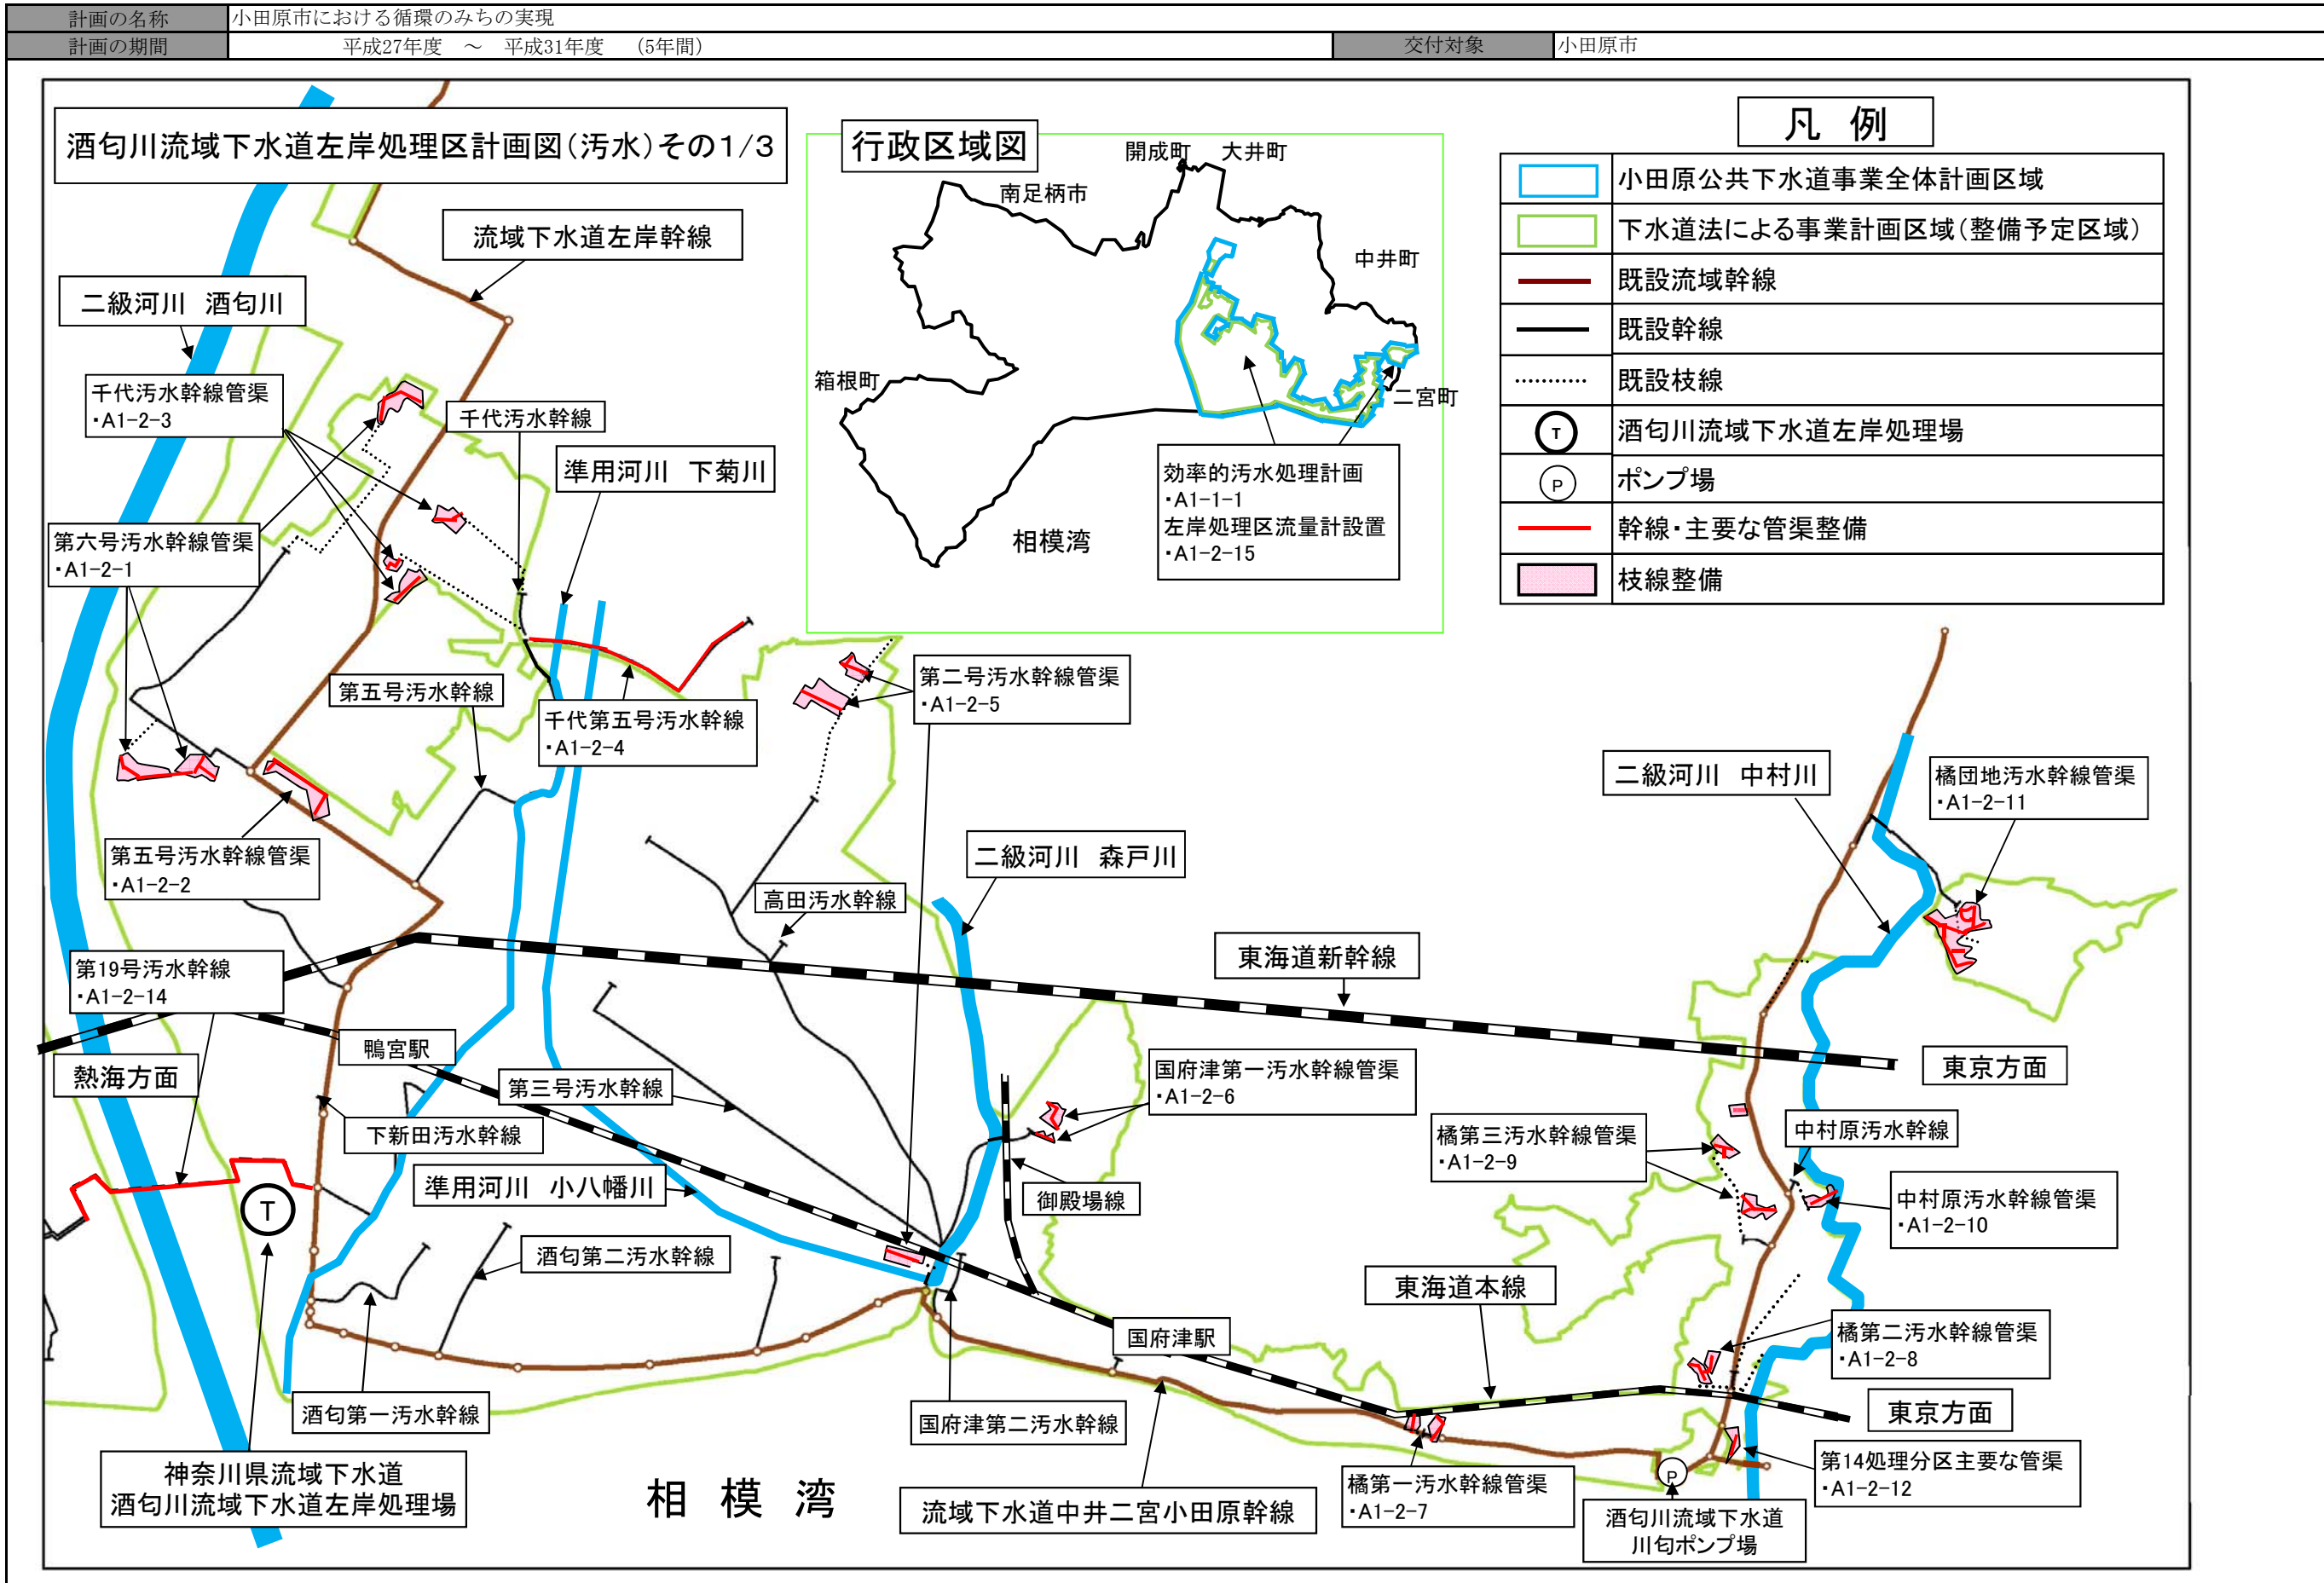 計画の名称
小田原市における循環のみちの実現
計画の期間
平成27年度　～　平成31年度　（5年間）
交付対象
小田原市
酒匂川流域下水道左岸処理区計画図（汚水）その1/3
行政区域図
開成町
大井町
南足柄市
中井町
箱根町
二宮町
相模湾
効率的汚水処理計画
・A1-1-1
左岸処理区流量計設置
・A1-2-15
凡　例
小田原公共下水道事業全体計画区域
下水道法による事業計画区域（整備予定区域）
既設流域幹線
既設幹線
既設枝線
T
酒匂川流域下水道左岸処理場
P
ポンプ場
幹線・主要な管渠整備
枝線整備
流域下水道左岸幹線
二級河川　酒匂川
千代汚水幹線管渠
・A1-2-3
千代汚水幹線
準用河川　下菊川
第六号汚水幹線管渠
・A1-2-1
第五号汚水幹線
千代第五号汚水幹線
・A1-2-4
第二号汚水幹線管渠
・A1-2-5
二級河川　中村川
橘団地汚水幹線管渠
・A1-2-11
第五号汚水幹線管渠
・A1-2-2
二級河川　森戸川
高田汚水幹線
東海道新幹線
第19号汚水幹線
・A1-2-14
鴨宮駅
熱海方面
東京方面
第三号汚水幹線
国府津第一汚水幹線管渠
・A1-2-6
下新田汚水幹線
橘第三汚水幹線管渠
・A1-2-9
中村原汚水幹線
準用河川　小八幡川
御殿場線
中村原汚水幹線管渠
・A1-2-10
T
酒匂第二汚水幹線
東海道本線
国府津駅
橘第二汚水幹線管渠
・A1-2-8
酒匂第一汚水幹線
国府津第二汚水幹線
東京方面
神奈川県流域下水道
酒匂川流域下水道左岸処理場
相　模　湾
流域下水道中井二宮小田原幹線
橘第一汚水幹線管渠
・A1-2-7
P
第14処理分区主要な管渠
・A1-2-12
酒匂川流域下水道
川匂ポンプ場